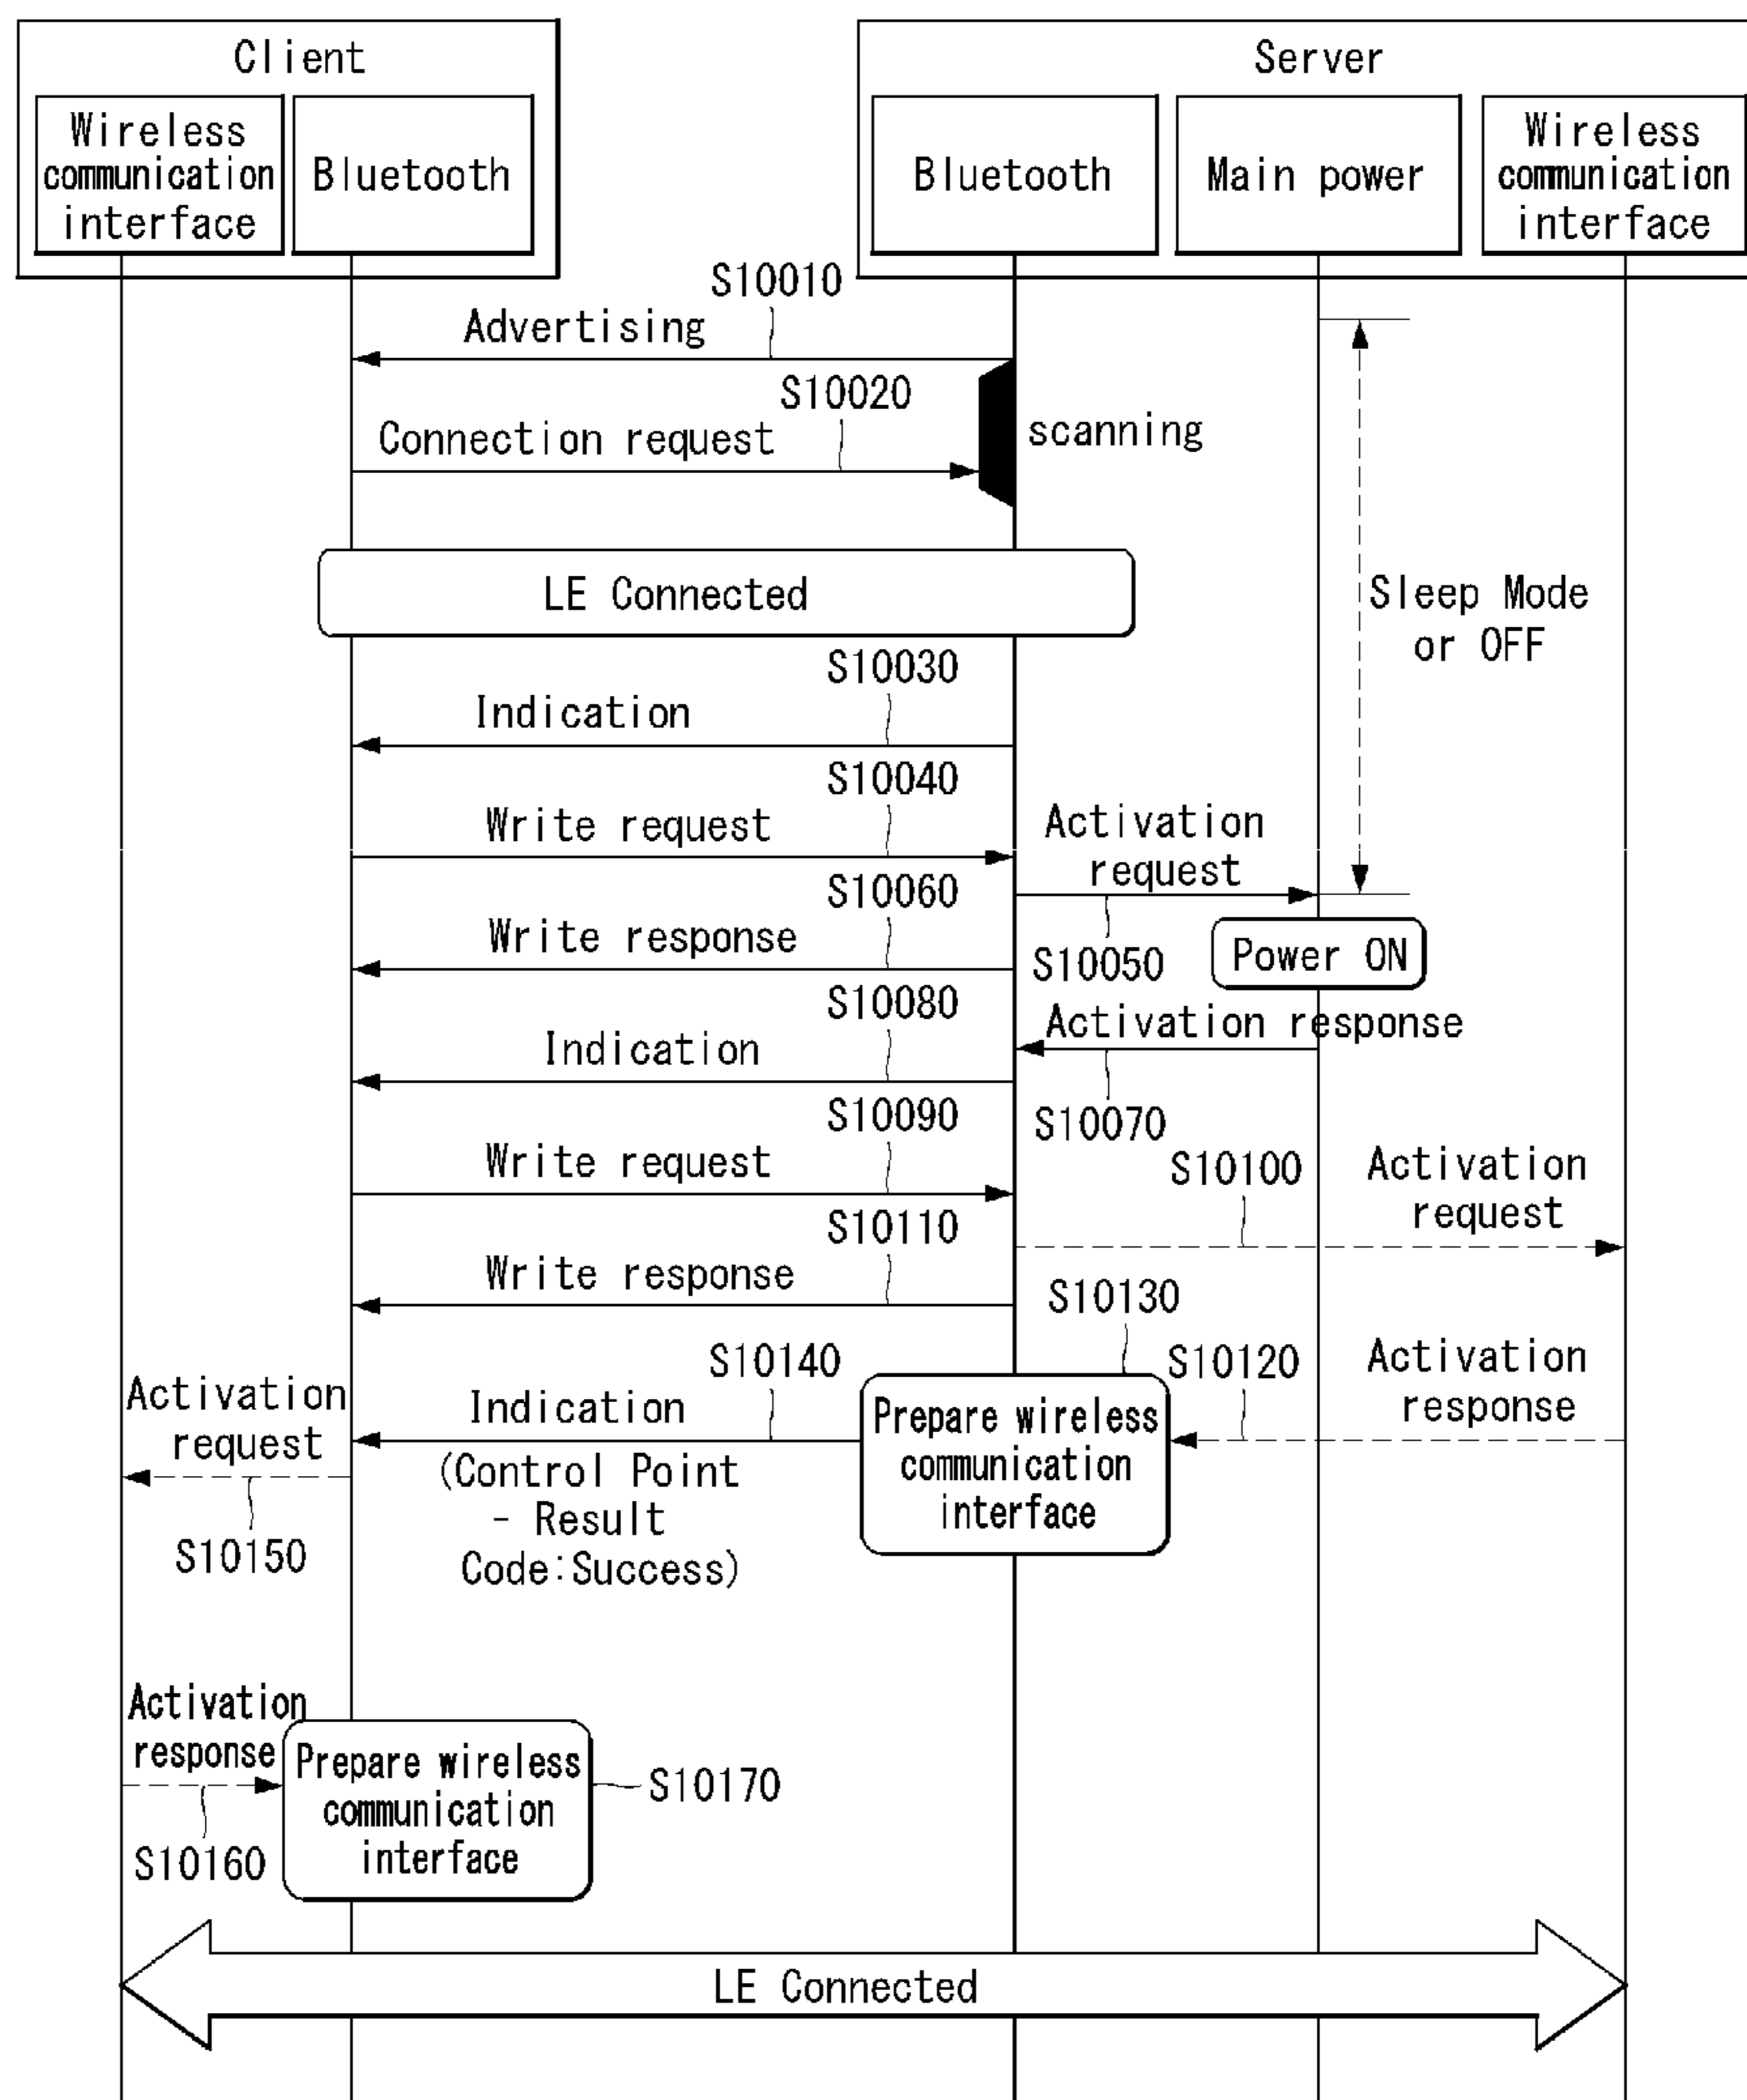 Client
Server
Wireless
communication
interface
Bluetooth
Bluetooth
Main power
Wireless
communication
interface
S10010
Advertising
S10020
Connection request
scanning
LE Connected
Sleep Mode
or OFF
S10030
Indication
S10040
Write request
Activation
request
S10060
Write response
S10050
Power ON
S10080
Activation response
Indication
S10090
S10070
Write request
S10100
Activation
request
S10110
Write response
S10130
S10140
S10120
Activation
response
Activation
request
Indication
(Control Point
- Result
Code:Success)
Prepare wireless
communication
interface
S10150
Activation
response
Prepare wireless
communication
interface
S10170
S10160
LE Connected